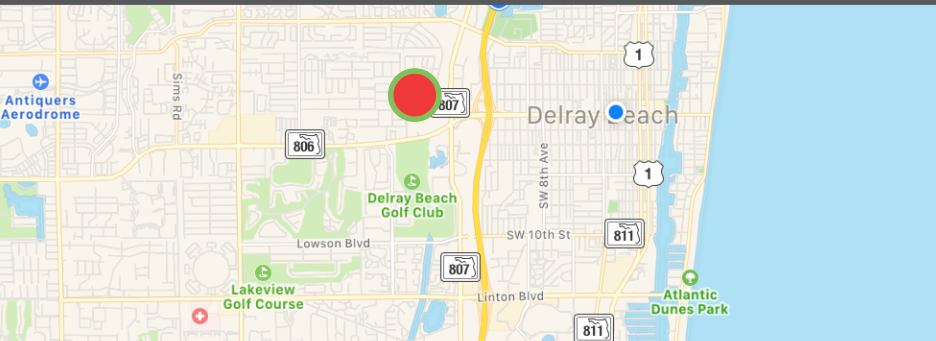 1
Sims Rd
Antiquers
Aerodrome
807
Delray Beach
806
SW 8th Ave
1
Delray Beach
Golf Club
Lowson Blvd
SW 10th St
811
807
Lakeview
Golf Course
Linton Blvd
Atlantic
Dunes Park
811